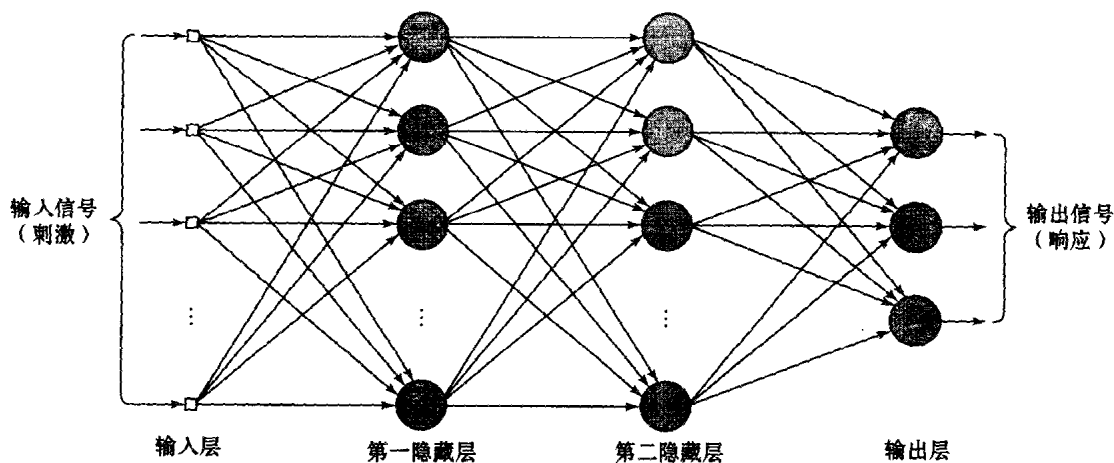 输入信号
（刺激）
输出信号
（响应）
输入层
第一隐藏层
第二隐藏层
输出层